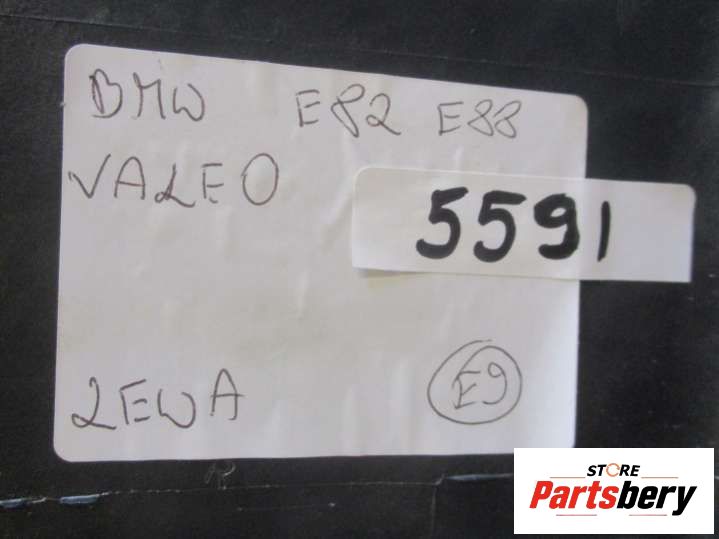 BMW E82 E88
VALEO
5591
LEWA
E9
STORE
Partsbery